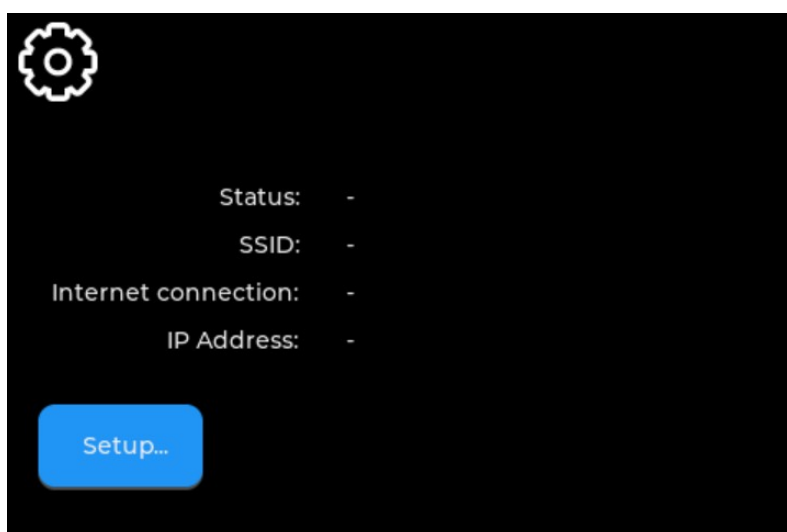 Status: -
SSID: -
Internet connection: -
IP Address: -
Setup...